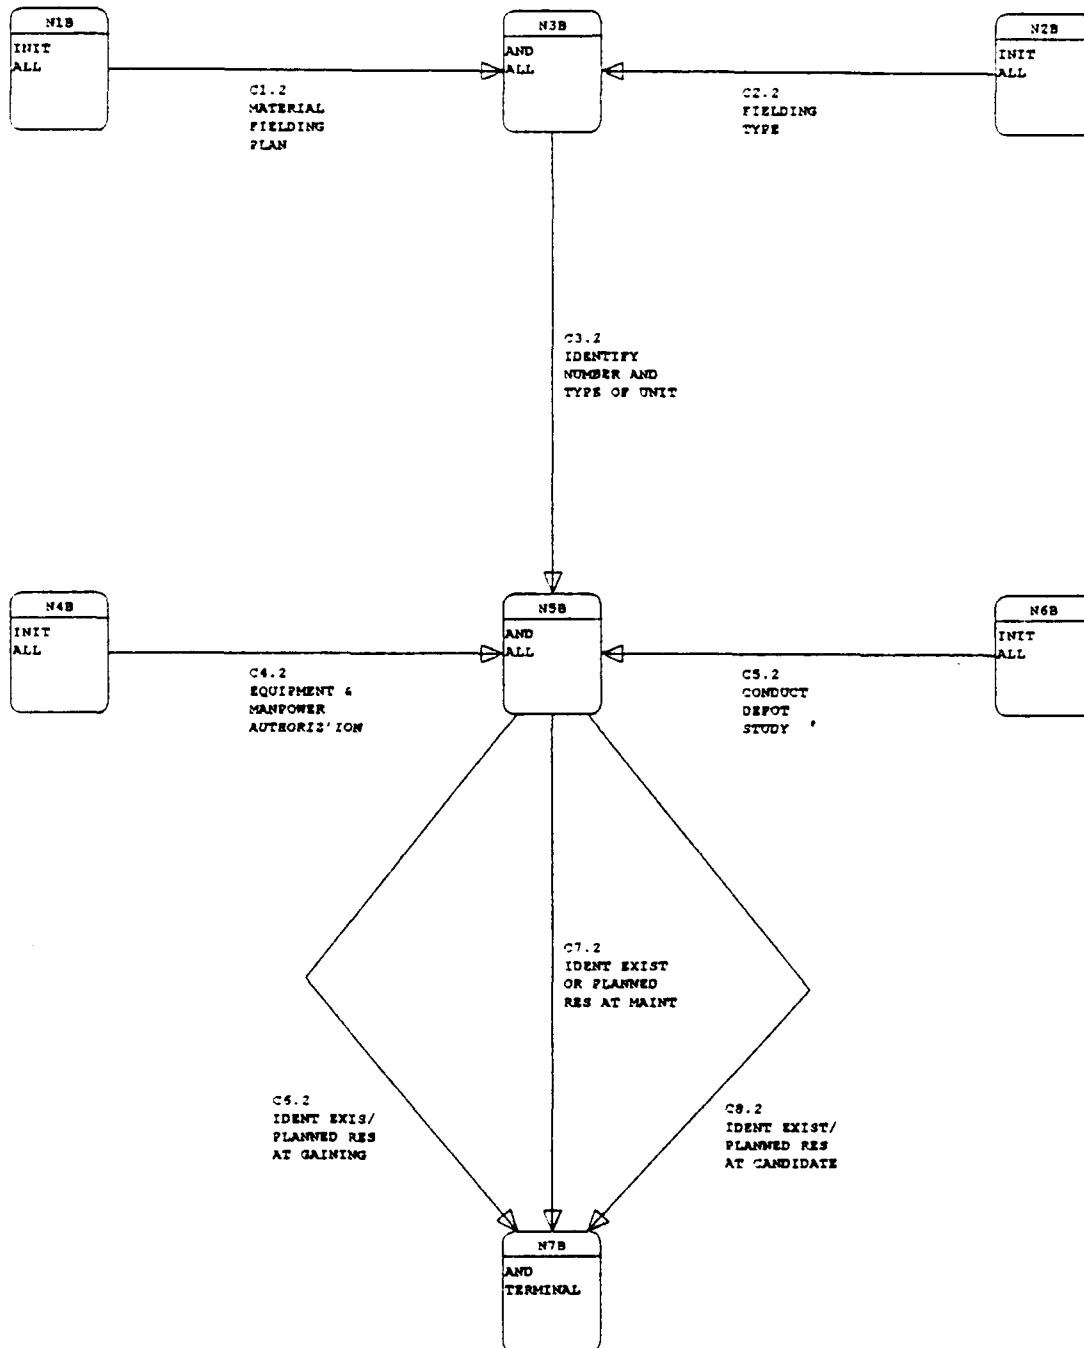 N1B
INIT
ALL
N3B
AND
ALL
N2B
INIT
ALL
C1.2
MATERIAL
FIELDING
PLAN
C2.2
FIELDING
TYPE
C3.2
IDENTIFY
NUMBER AND
TYPE OF UNIT
N4B
INIT
ALL
N5B
AND
ALL
N6B
INIT
ALL
C4.2
EQUIPMENT &
MANPOWER
AUTHORIZ'ION
C5.2
CONDUCT
DEPOT
STUDY
C7.2
IDENT EXIST
OR PLANNED
RES AT MAINT
C6.2
IDENT EXIS/
PLANNED RES
AT GAINING
C8.2
IDENT EXIST/
PLANNED RES
AT CANDIDATE
N7B
AND
TERMINAL